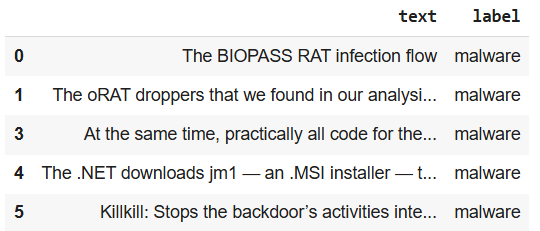 text label
0 The BIOPASS RAT infection flow malware
1 The oRAT droppers that we found in our analysi... malware
3 At the same time, practically all code for the... malware
4 The .NET downloads jm1 — an .MSI installer — t... malware
5 Killkill: Stops the backdoor’s activities inte... malware